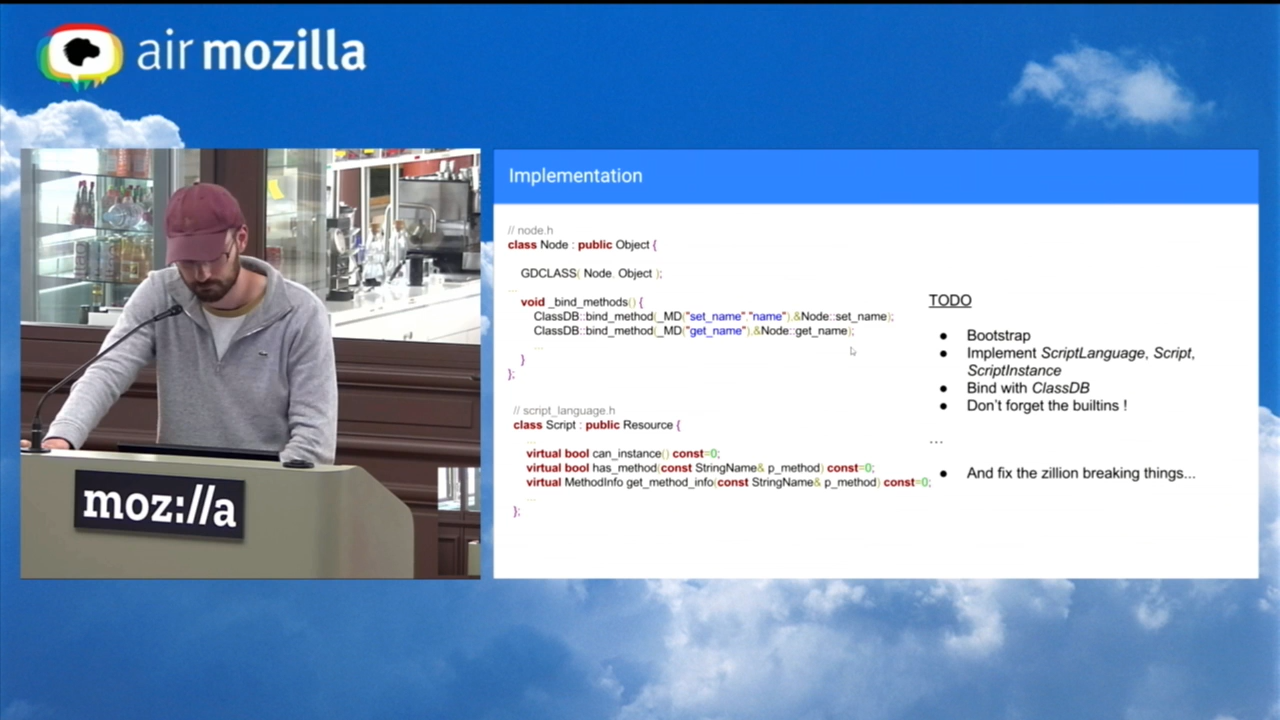 air mozilla
moz://a
Implementation
// node.h
class Node : public Object {
GDCLASS( Node, Object );
...
void _bind_methods() {
ClassDB::bind_method(_MD("set_name","name"),&Node::set_name);
ClassDB::bind_method(_MD("get_name"),&Node::get_name);
...
}
};
// script_language.h
class Script : public Resource {
...
virtual bool can_instance() const=0;
virtual bool has_method(const StringName& p_method) const=0;
virtual MethodInfo get_method_info(const StringName& p_method) const=0;
...
};
TODO
● Bootstrap
● Implement ScriptLanguage, Script,
ScriptInstance
● Bind with ClassDB
● Don't forget the builtins !
...
● And fix the zillion breaking things...